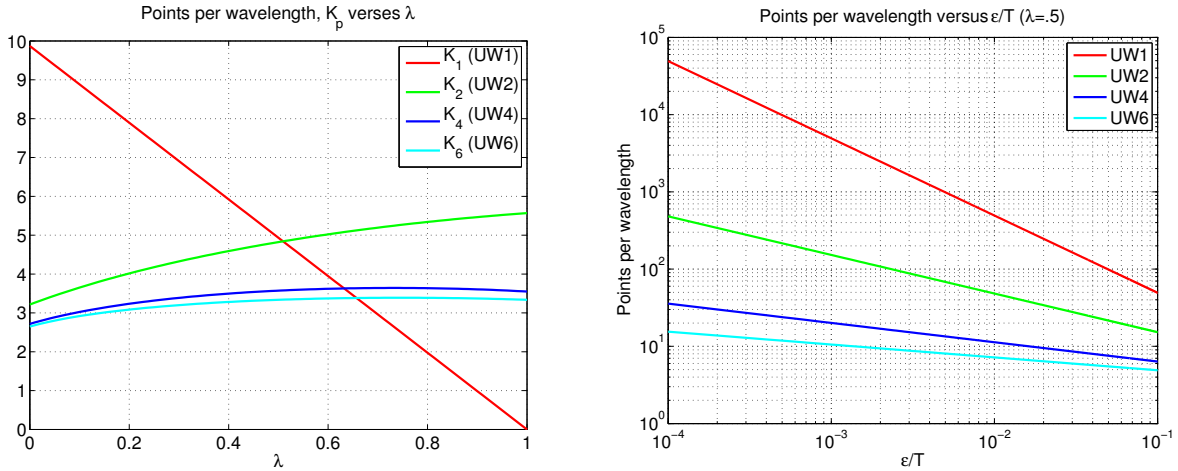 Points per wavelength, K_p verses λ
10
9
8
7
6
5
4
3
2
1
0
0
0.2
0.4
0.6
0.8
1
λ
K_1 (UW1)
K_2 (UW2)
K_4 (UW4)
K_6 (UW6)
Points per wavelength versus ε/T (λ=.5)
Points per wavelength
10^5
10^4
10^3
10^2
10^1
10^0
10^−4
10^−3
10^−2
10^−1
ε/T
UW1
UW2
UW4
UW6